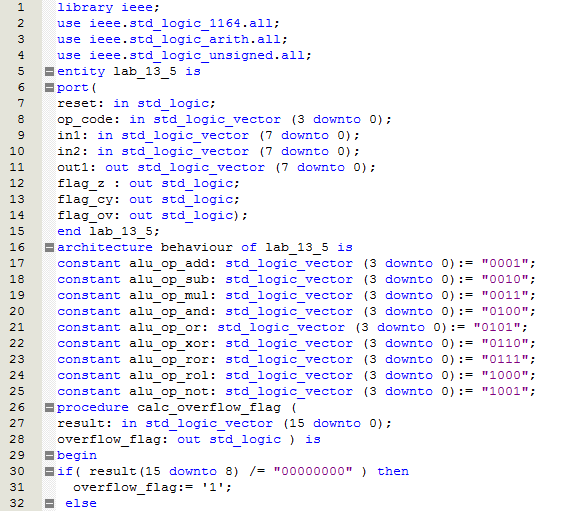 1 library ieee;
2 use ieee.std_logic_1164.all;
3 use ieee.std_logic_arith.all;
4 use ieee.std_logic_unsigned.all;
5 entity lab_13_5 is
6 port(
7 reset: in std_logic;
8 op_code: in std_logic_vector (3 downto 0);
9 in1: in std_logic_vector (7 downto 0);
10 in2: in std_logic_vector (7 downto 0);
11 out1: out std_logic_vector (7 downto 0);
12 flag_z : out std_logic;
13 flag_cy: out std_logic;
14 flag_ov: out std_logic);
15 end lab_13_5;
16 architecture behaviour of lab_13_5 is
17 constant alu_op_add: std_logic_vector (3 downto 0):= "0001";
18 constant alu_op_sub: std_logic_vector (3 downto 0):= "0010";
19 constant alu_op_mul: std_logic_vector (3 downto 0):= "0011";
20 constant alu_op_and: std_logic_vector (3 downto 0):= "0100";
21 constant alu_op_or: std_logic_vector (3 downto 0):= "0101";
22 constant alu_op_xor: std_logic_vector (3 downto 0):= "0110";
23 constant alu_op_ror: std_logic_vector (3 downto 0):= "0111";
24 constant alu_op_rol: std_logic_vector (3 downto 0):= "1000";
25 constant alu_op_not: std_logic_vector (3 downto 0):= "1001";
26 procedure calc_overflow_flag (
27 result: in std_logic_vector (15 downto 0);
28 overflow_flag: out std_logic ) is
29 begin
30 if( result(15 downto 8) /= "00000000" ) then
31 overflow_flag:= '1';
32 else